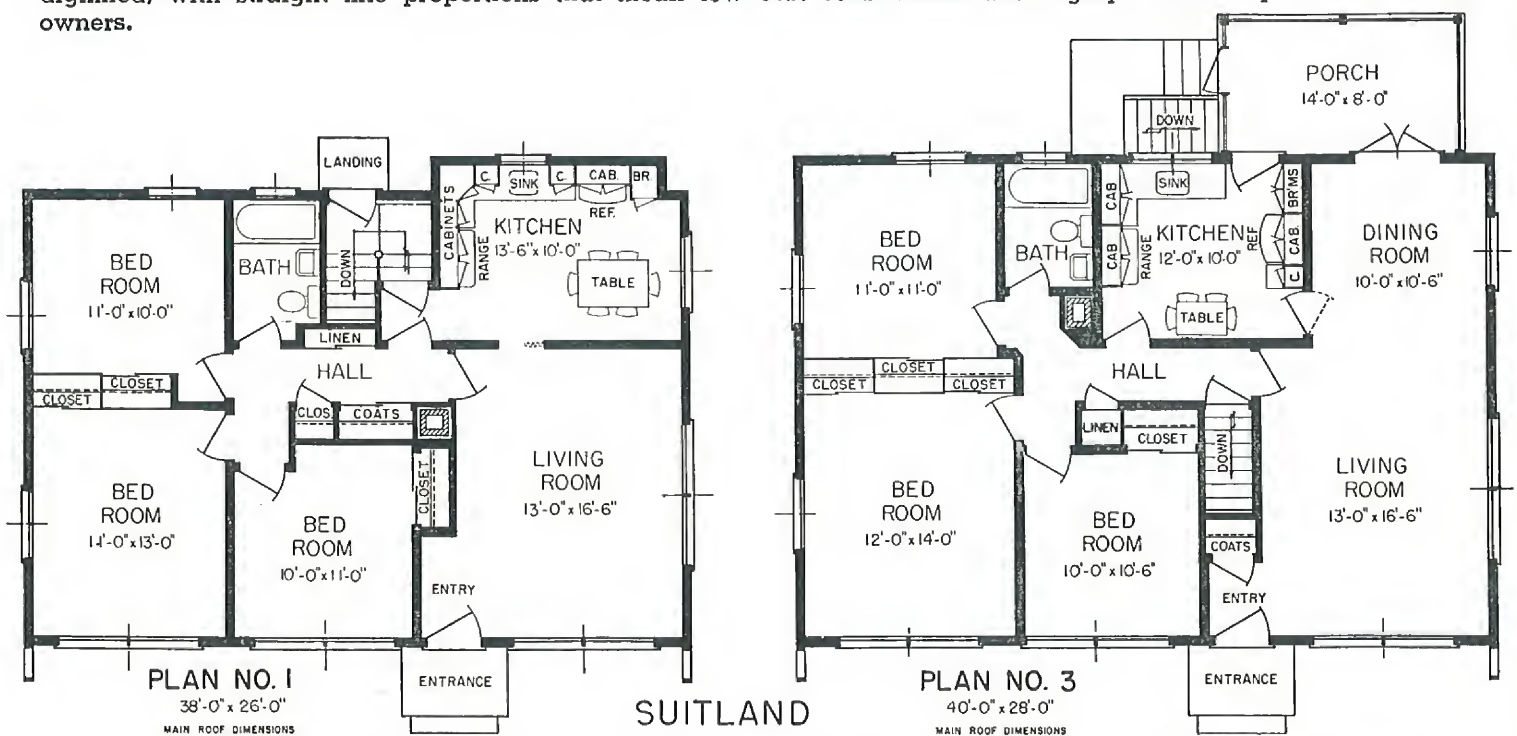 owners.
LANDING
C.
SINK
C.
CAB.
BR.
CABINETS
REF.
KITCHEN
13'-6" x 10'-0"
RANGE
TABLE
BED
ROOM
11'-0" x 10'-0"
BATH
DOWN
LINEN
HALL
CLOSET
CLOSET
CLOS.
COATS
CLOSET
BED
ROOM
11'-0" x 13'-0"
BED
ROOM
10'-0" x 11'-0"
LIVING
ROOM
13'-0" x 16'-6"
ENTRY
ENTRANCE
PLAN NO. 1
38'-0" x 26'-0"
MAIN ROOF DIMENSIONS
SUITLAND
PORCH
14'-0" x 8'-0"
DOWN
BED
ROOM
11'-0" x 11'-0"
BATH
CAB
SINK
BR'MS
CAB
RANGE
KITCHEN
12'-0" x 10'-0"
REF
CAB.
C.
TABLE
DINING
ROOM
10'-0" x 10'-6"
CLOSET
CLOSET
CLOSET
HALL
LINEN
CLOSET
DOWN
BED
ROOM
12'-0" x 14'-0"
BED
ROOM
10'-0" x 10'-6"
LIVING
ROOM
13'-0" x 16'-6"
COATS
ENTRY
ENTRANCE
PLAN NO. 3
40'-0" x 28'-0"
MAIN ROOF DIMENSIONS